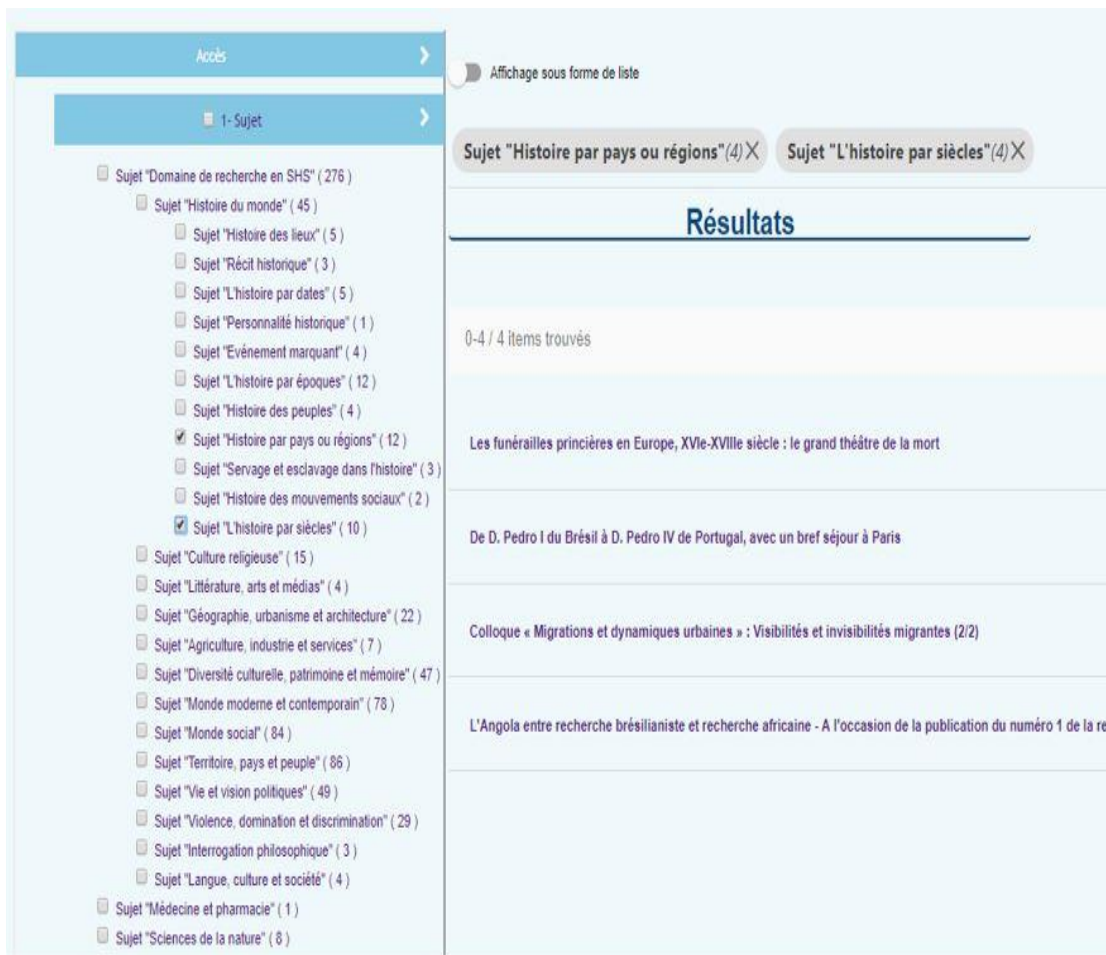 Accès
1- Sujet
Sujet "Domaine de recherche en SHS" ( 276 )
Sujet "Histoire du monde" ( 45 )
Sujet "Histoire des lieux" ( 5 )
Sujet "Récit historique" ( 3 )
Sujet "L'histoire par dates" ( 5 )
Sujet "Personnalité historique" ( 1 )
Sujet "Evénement marquant" ( 4 )
Sujet "L'histoire par époques" ( 12 )
Sujet "Histoire des peuples" ( 4 )
Sujet "Histoire par pays ou régions" ( 12 )
Sujet "Servage et esclavage dans l'histoire" ( 3 )
Sujet "Histoire des mouvements sociaux" ( 2 )
Sujet "L'histoire par siècles" ( 10 )
Sujet "Culture religieuse" ( 15 )
Sujet "Littérature, arts et médias" ( 4 )
Sujet "Géographie, urbanisme et architecture" ( 22 )
Sujet "Agriculture, industrie et services" ( 7 )
Sujet "Diversité culturelle, patrimoine et mémoire" ( 47 )
Sujet "Monde moderne et contemporain" ( 78 )
Sujet "Monde social" ( 84 )
Sujet "Territoire, pays et peuple" ( 86 )
Sujet "Vie et vision politiques" ( 49 )
Sujet "Violence, domination et discrimination" ( 29 )
Sujet "Interrogation philosophique" ( 3 )
Sujet "Langue, culture et société" ( 4 )
Sujet "Médecine et pharmacie" ( 1 )
Sujet "Sciences de la nature" ( 8 )
Affichage sous forme de liste
Sujet "Histoire par pays ou régions"(4)X Sujet "L'histoire par siècles"(4)X
Résultats
0-4 / 4 items trouvés
Les funérailles princières en Europe, XVIe-XVIIIe siècle : le grand théâtre de la mort
De D. Pedro I du Brésil à D. Pedro IV de Portugal, avec un bref séjour à Paris
Colloque « Migrations et dynamiques urbaines » : Visibilités et invisibilités migrantes (2/2)
L'Angola entre recherche brésilianiste et recherche africaine - A l'occasion de la publication du numéro 1 de la re